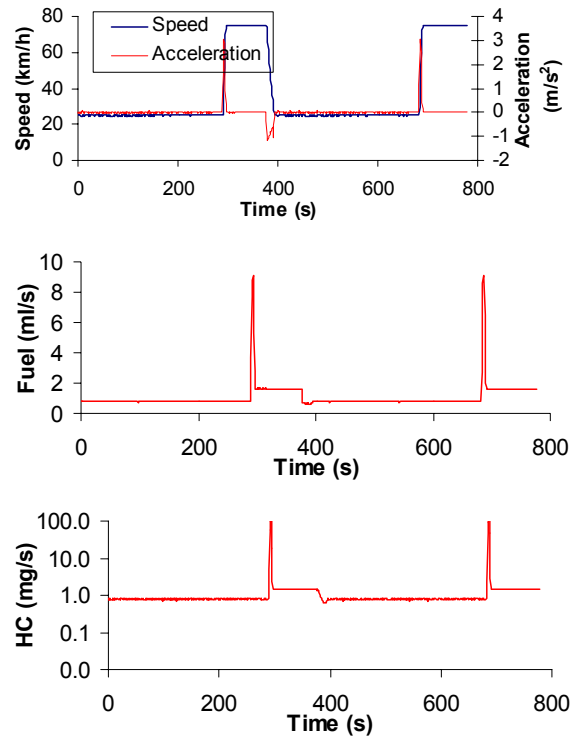 Speed (km/h)
80
60
40
20
0
Speed
Acceleration
4
3
2
1
0
-1
-2
Acceleration
(m/s²)
0 200 400 600 800
Time (s)
Fuel (ml/s)
10
8
6
4
2
0
0 200 400 600 800
Time (s)
HC (mg/s)
100.0
10.0
1.0
0.1
0.0
0 200 400 600 800
Time (s)